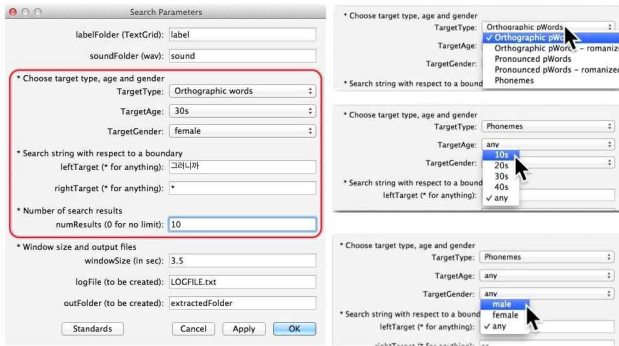 Search Parameters
labelFolder (TextGrid): label
soundFolder (wav): sound
* Choose target type, age and gender
TargetType: Orthographic words
TargetAge: 30s
TargetGender: female
* Search string with respect to a boundary
leftTarget (* for anything): 그러니까
rightTarget (* for anything): *
* Number of search results
numResults (0 for no limit): 10
* Window size and output files
windowSize (in sec): 3.5
logFile (to be created): LOGFILE.txt
outFolder (to be created): extractedFolder
Standards Cancel Apply OK
* Choose target type, age and gender
TargetType: Orthographic pWords
✓ Orthographic
TargetAge: Orthographic pWords - romanize
Pronounced pWords
TargetGender: Pronounced pWords - romanize
Phonemes
* Search string with respect to a bound
* Choose target type, age and gender
TargetType: Phonemes
TargetAge: any
10s
TargetGender: 20s
30s
* Search string with respect to a bound 40s
leftTarget (* for anything): ✓ any
* Choose target type, age and gender
TargetType: Phonemes
TargetAge: any
TargetGender: any
male
* Search string with respect to a bound female
leftTarget (* for anything): ✓ any